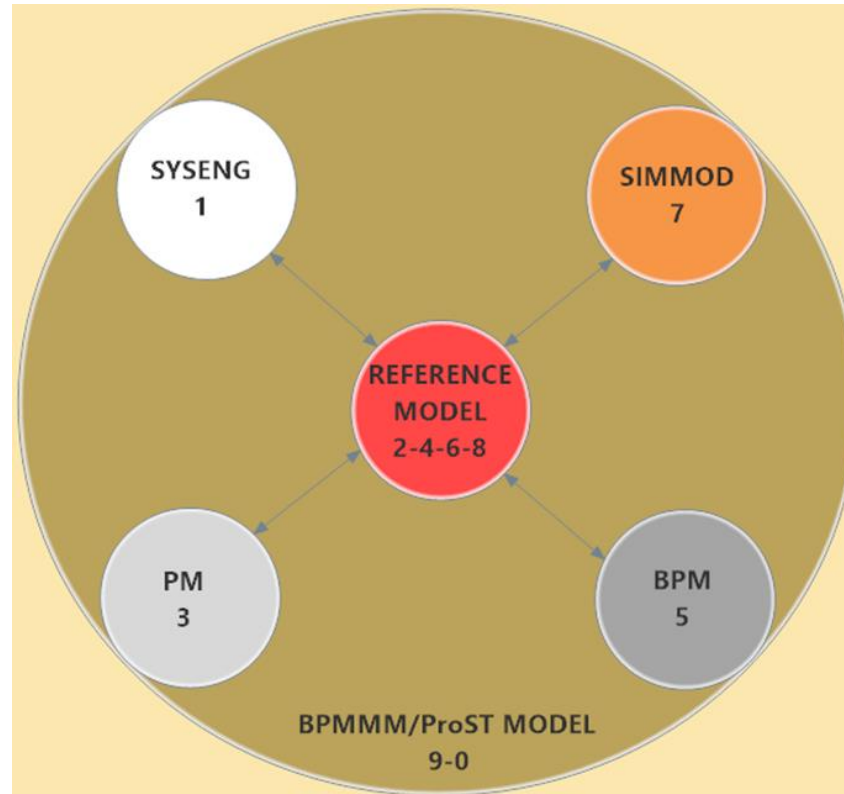 SYSENG
1
SIMMOD
7
REFERENCE
MODEL
2-4-6-8
PM
3
BPM
5
BPMMM/ProST MODEL
9-0